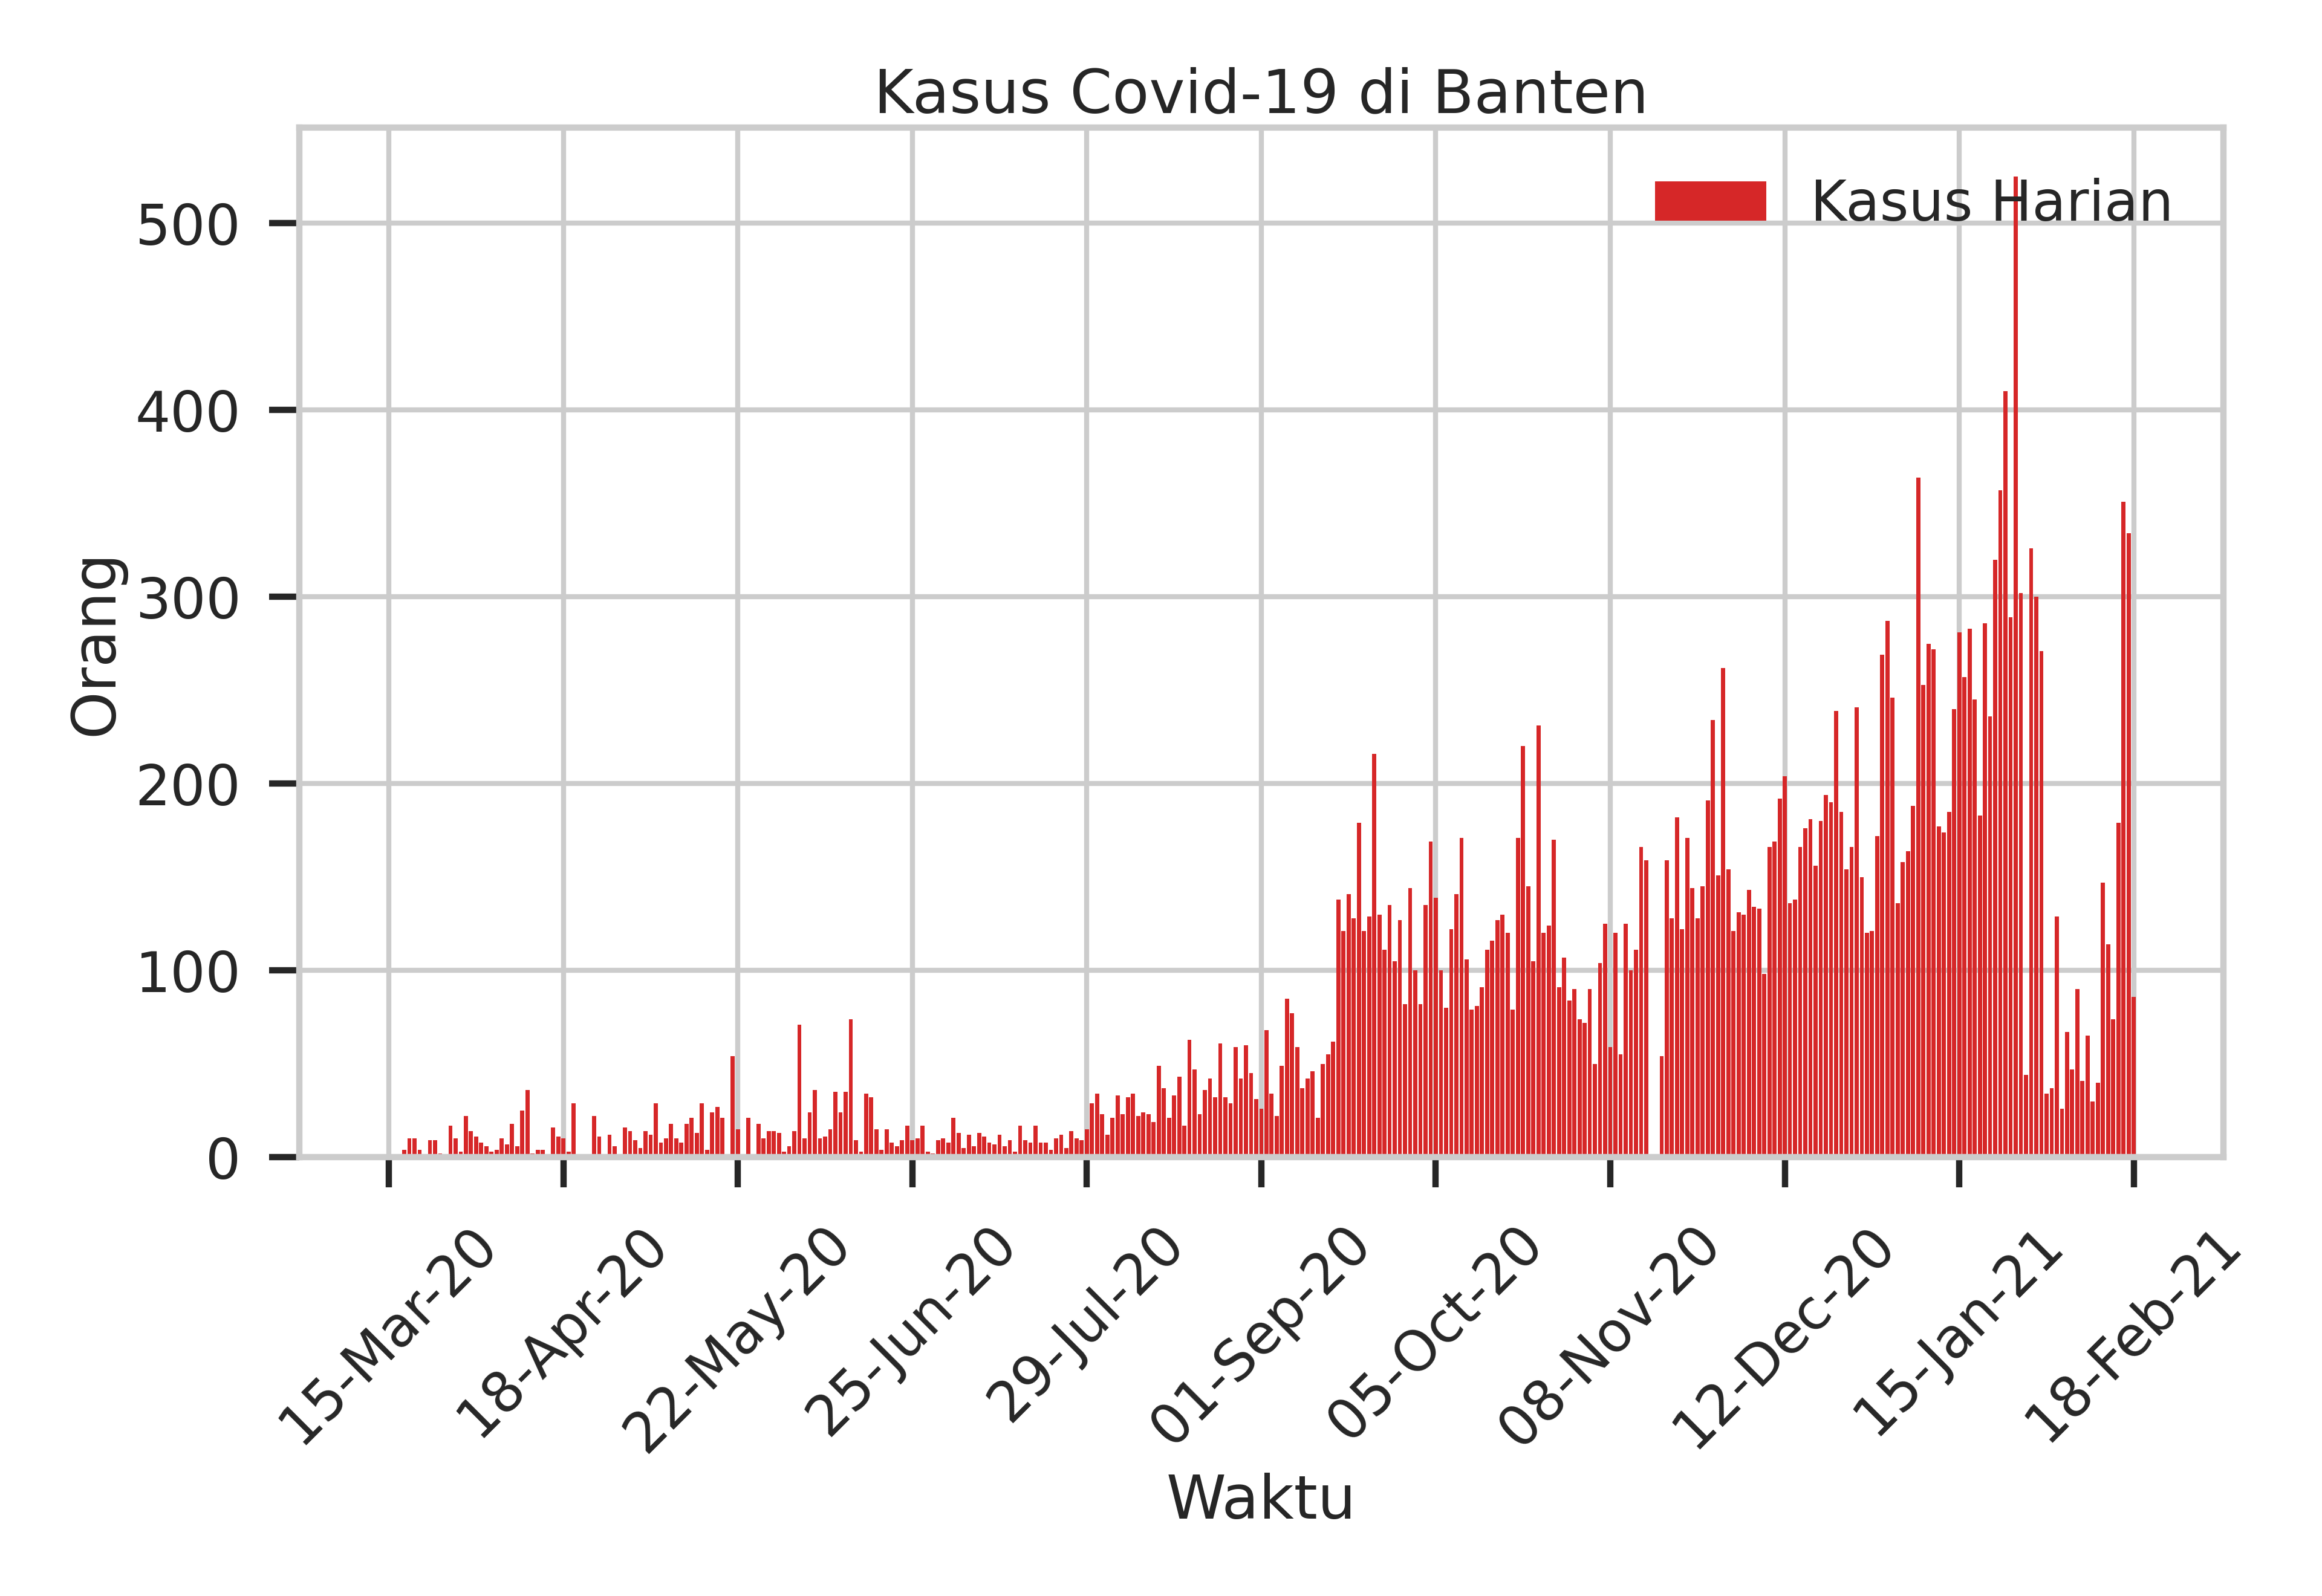 Kasus Covid-19 di Banten
Kasus Harian
Orang
500
400
300
200
100
0
15-Mar-20
18-Apr-20
22-May-20
25-Jun-20
29-Jul-20
01-Sep-20
05-Oct-20
08-Nov-20
12-Dec-20
15-Jan-21
18-Feb-21
Waktu